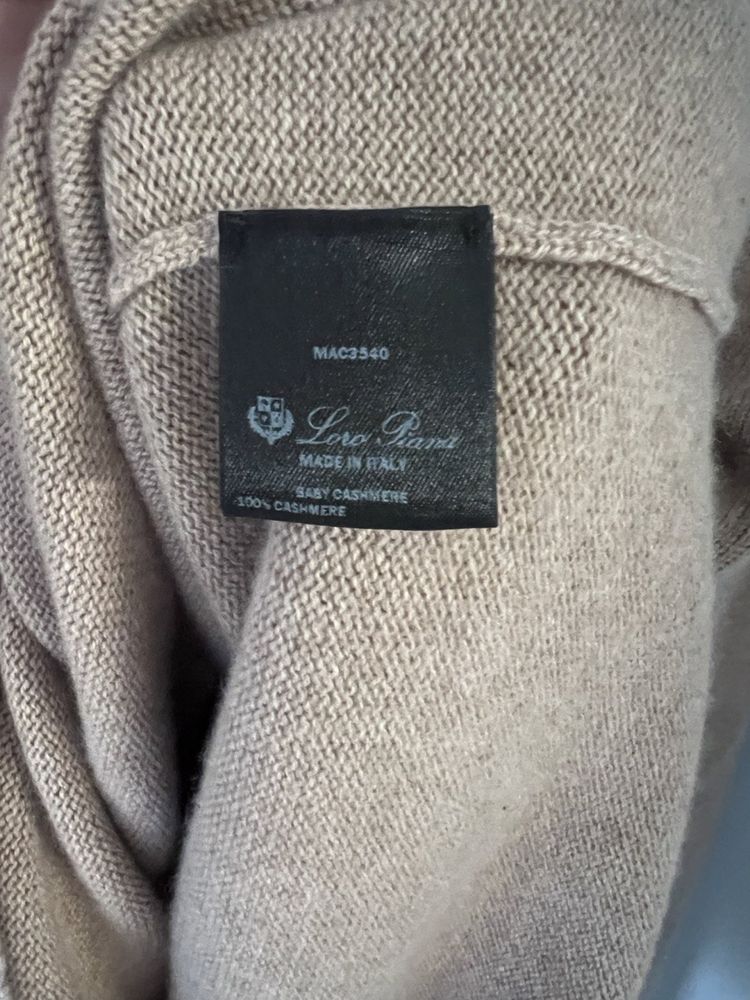 MAC3540
Loro Piana
MADE IN ITALY
BABY CASHMERE
100% CASHMERE